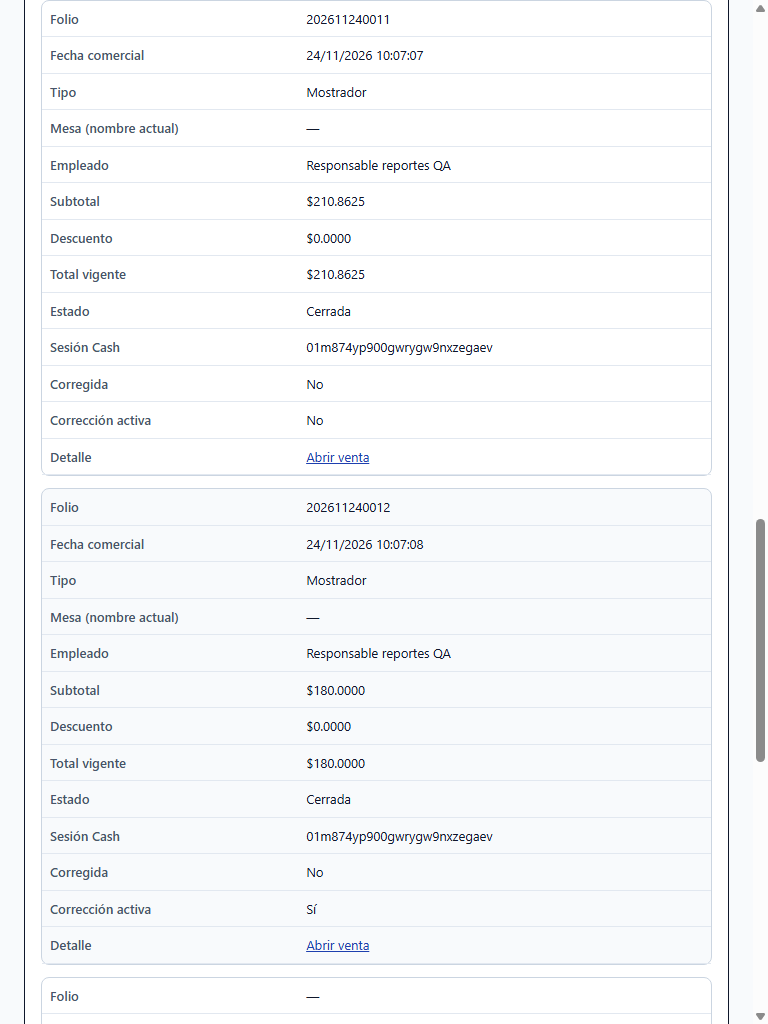 Folio 202611240011
Fecha comercial 24/11/2026 10:07:07
Tipo Mostrador
Mesa (nombre actual) —
Empleado Responsable reportes QA
Subtotal $210.8625
Descuento $0.0000
Total vigente $210.8625
Estado Cerrada
Sesión Cash 01m874yp900gwrygw9nxzegaev
Corregida No
Corrección activa No
Detalle Abrir venta
Folio 202611240012
Fecha comercial 24/11/2026 10:07:08
Tipo Mostrador
Mesa (nombre actual) —
Empleado Responsable reportes QA
Subtotal $180.0000
Descuento $0.0000
Total vigente $180.0000
Estado Cerrada
Sesión Cash 01m874yp900gwrygw9nxzegaev
Corregida No
Corrección activa Sí
Detalle Abrir venta
Folio —